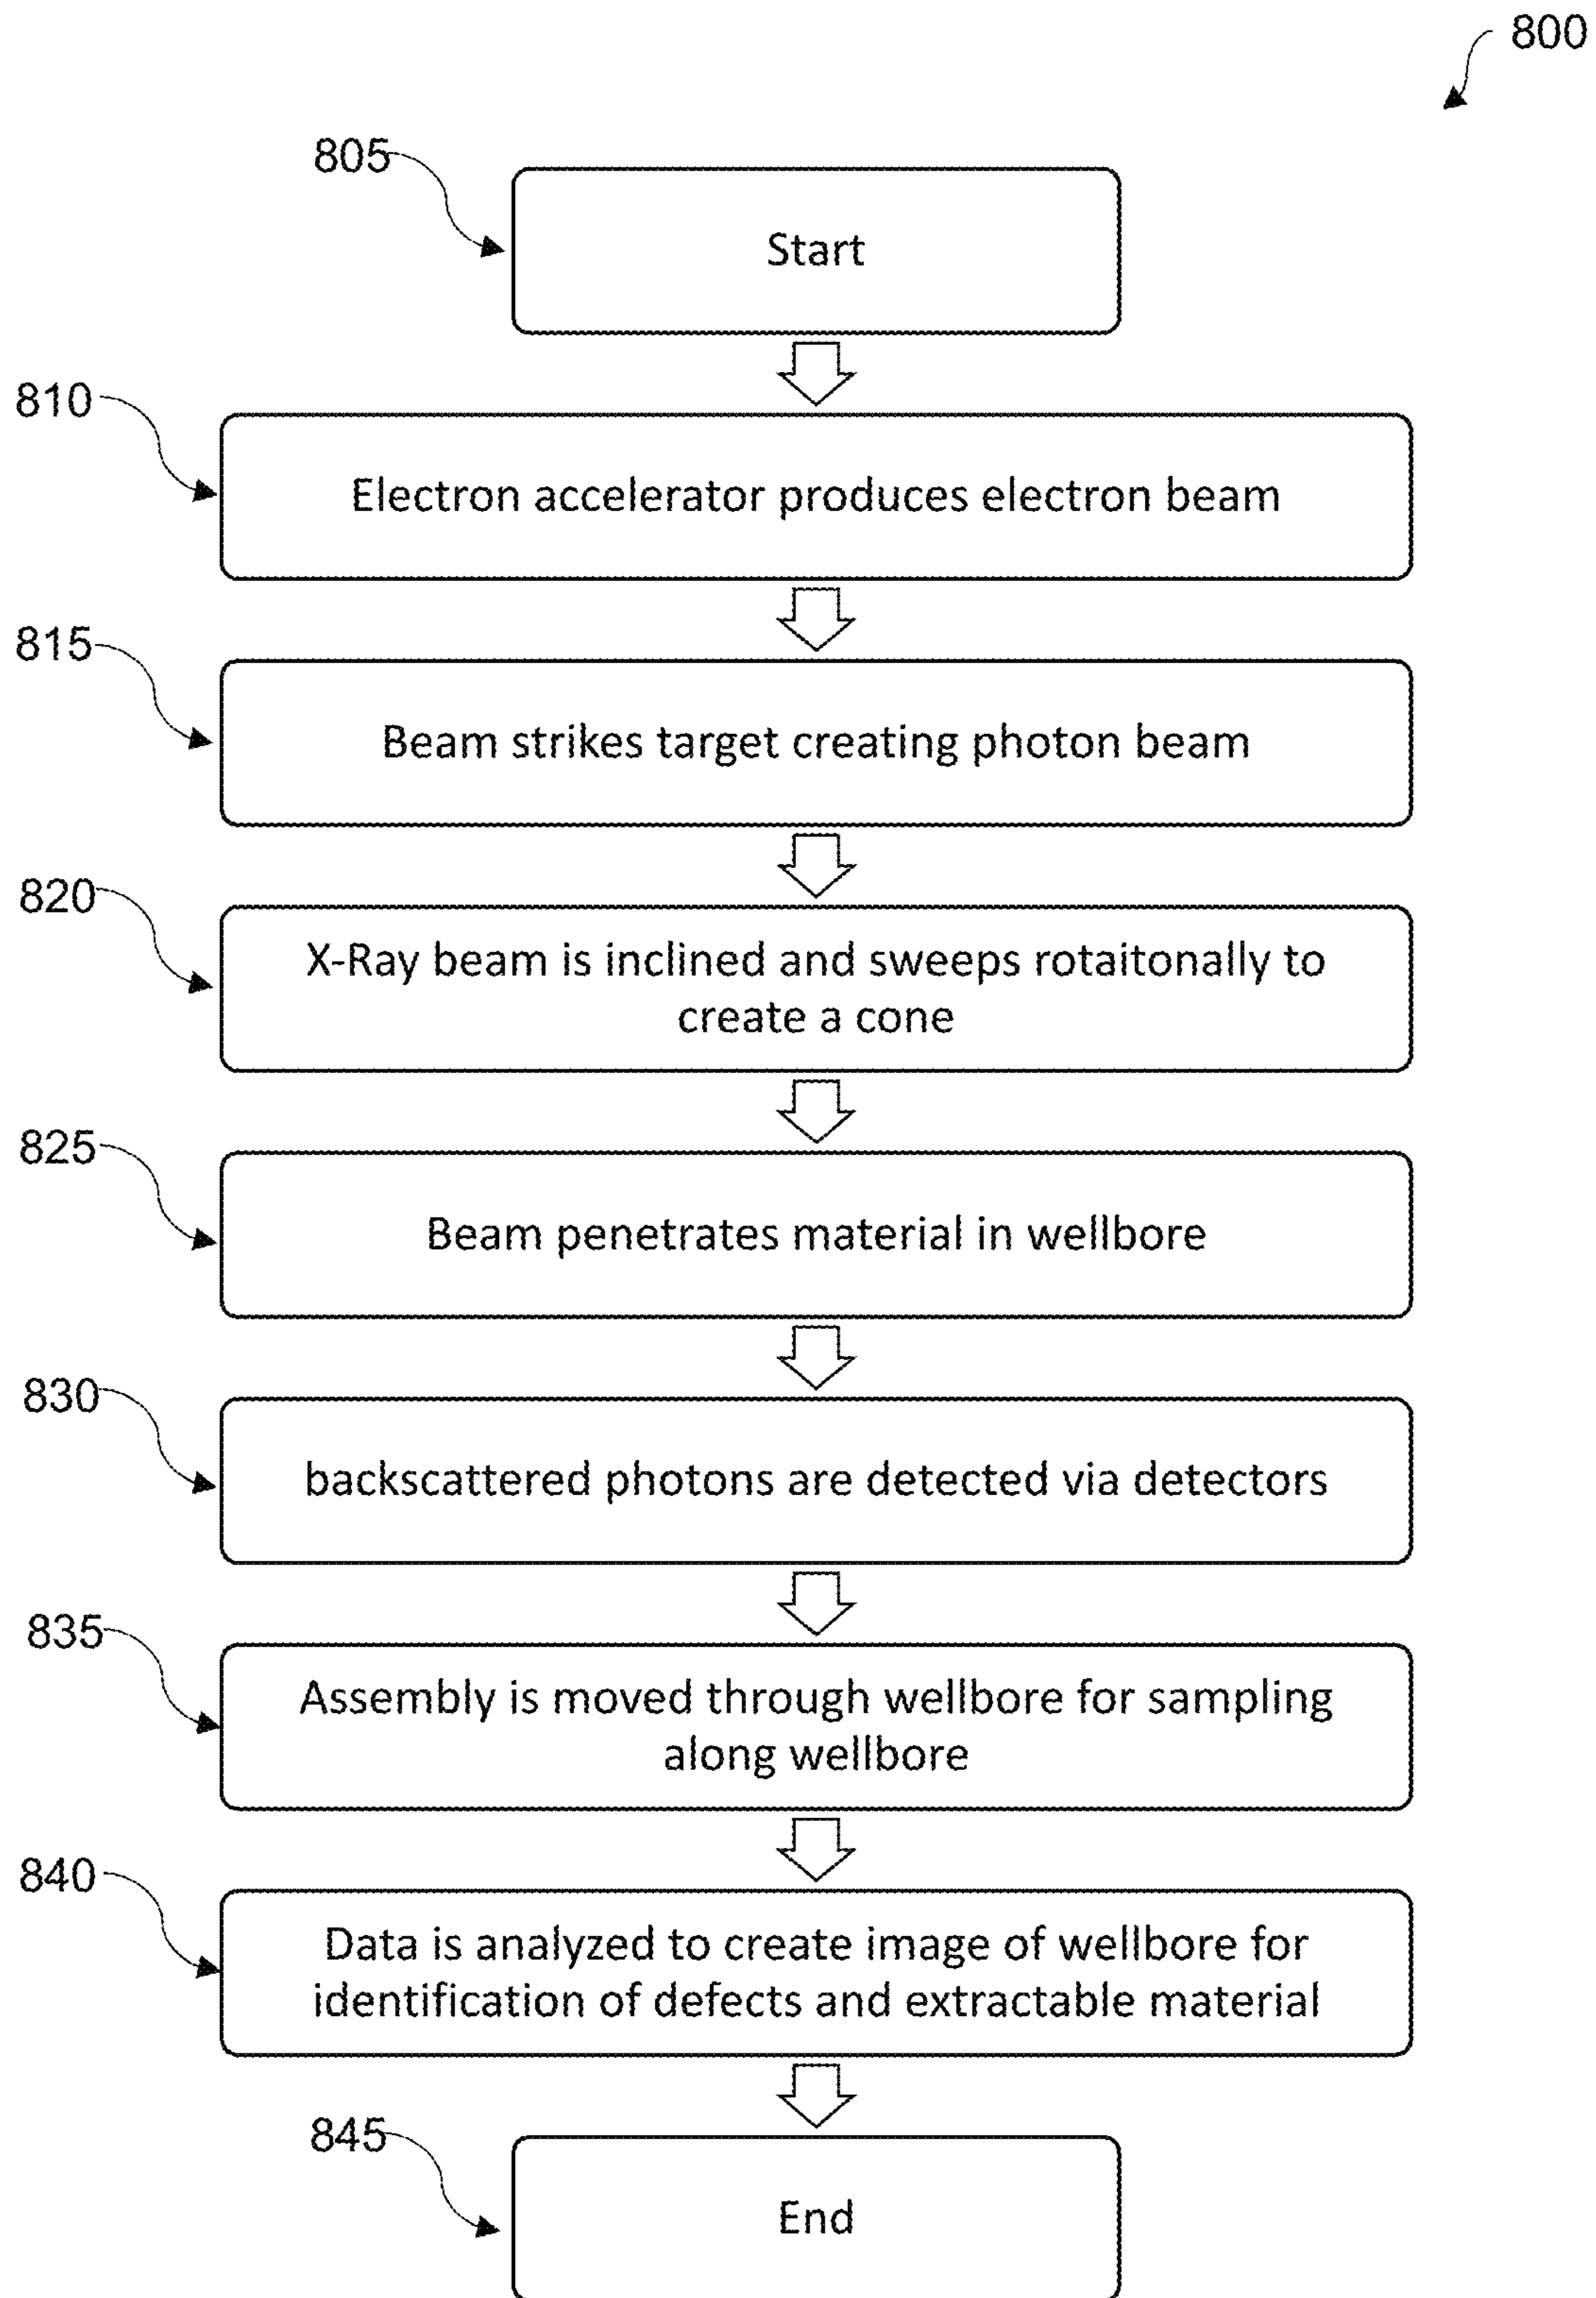 800
805
Start
810
Electron accelerator produces electron beam
815
Beam strikes target creating photon beam
820
X-Ray beam is inclined and sweeps rotaitonally to
create a cone
825
Beam penetrates material in wellbore
830
backscattered photons are detected via detectors
835
Assembly is moved through wellbore for sampling
along wellbore
840
Data is analyzed to create image of wellbore for
identification of defects and extractable material
845
End